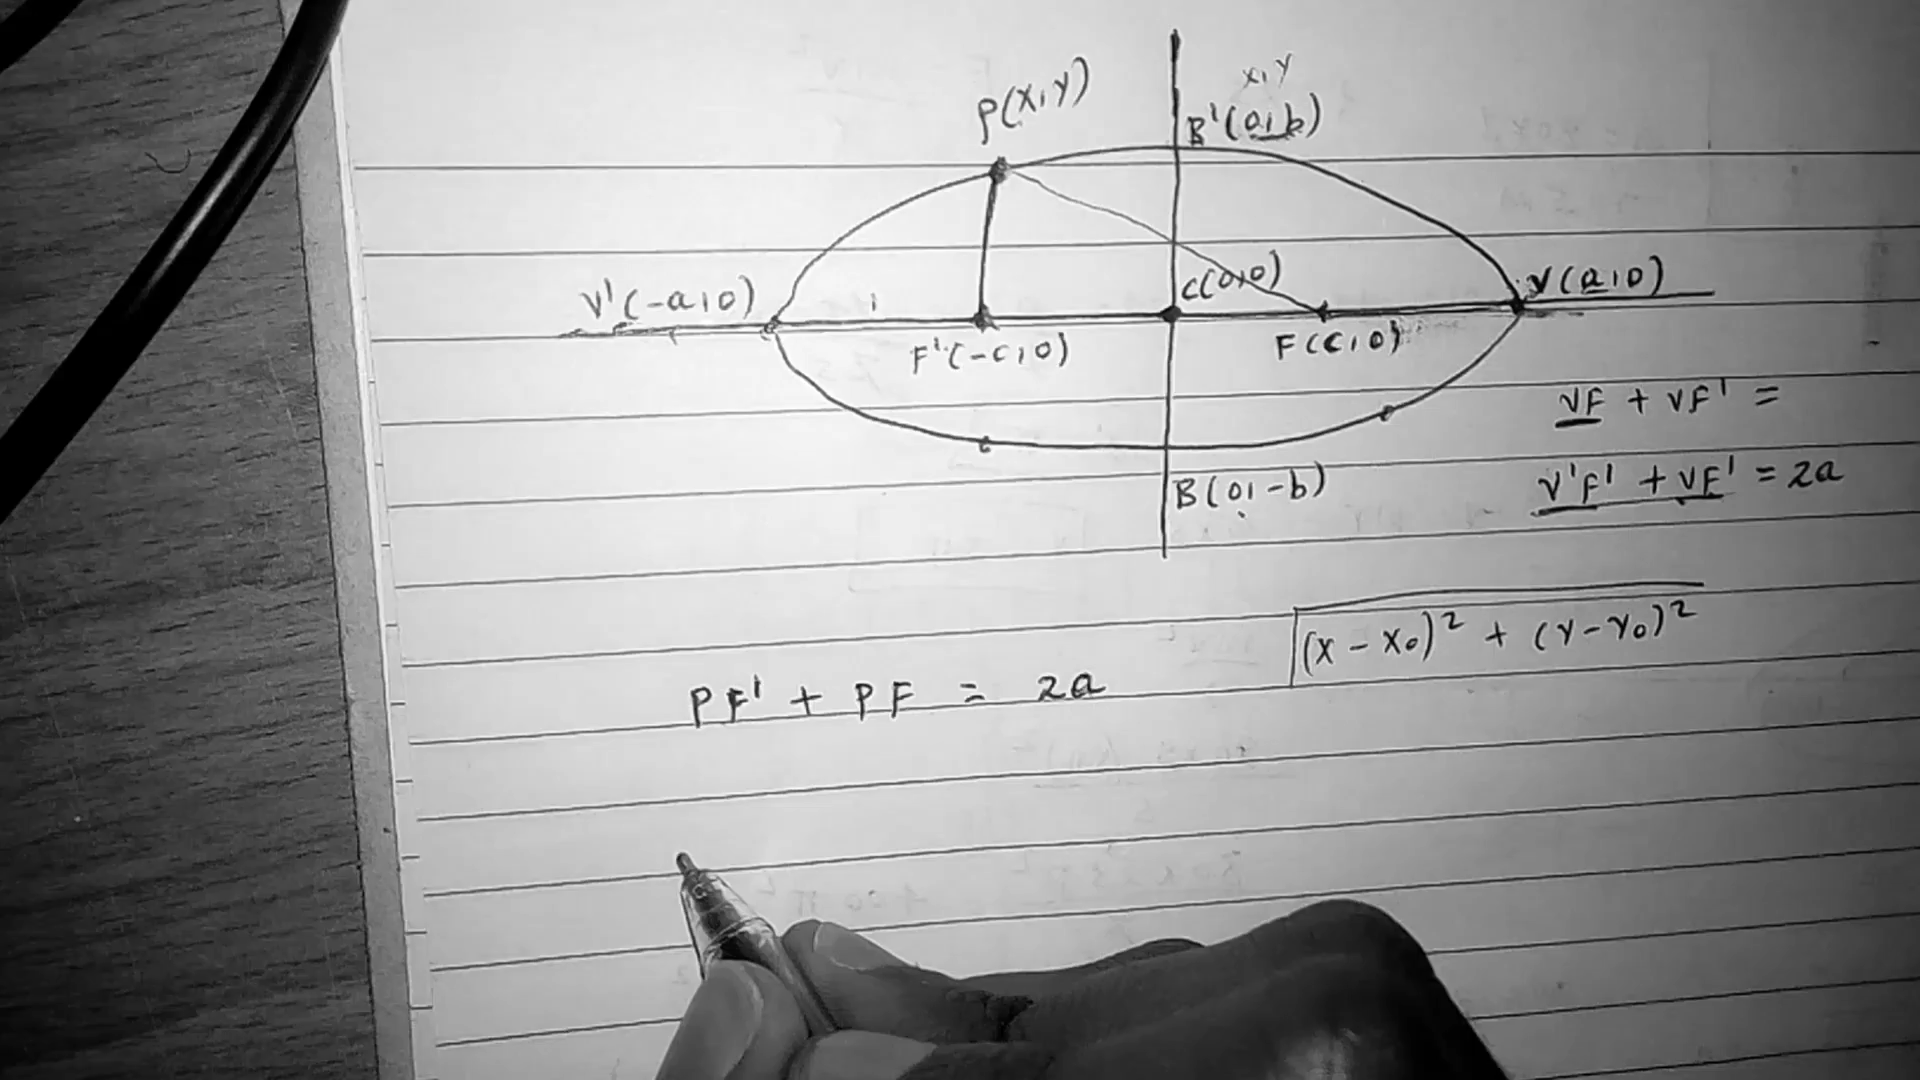 x,y
P(x,y)
B'(0,b)
C(0,0)
V(a,0)
V'(-a,0)
F'(-c,0)
F(c,0)
VF + VF' =
V'F' + VF' = 2a
B(0,-b)
√(x-x₀)² + (y-y₀)²
PF' + PF = 2a